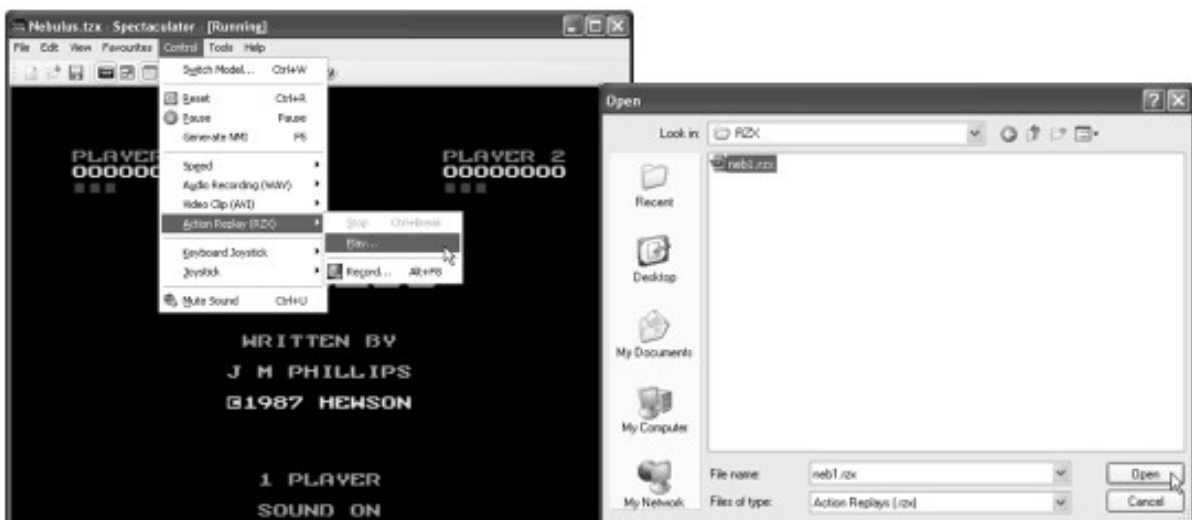 Nebulus.tzx - Spectaculator - [Running]
File Edit View Favourites Control Tools Help
Switch Model... Ctrl+W
Reset Ctrl+R
Pause Pause
Generate NMI F5
Speed
Audio Recording (WAV)
Video Clip (AVI)
Action Replay (RZX)
Keyboard Joystick
Joystick
Mute Sound Ctrl+U
Stop Ctrl+Break
Play...
Record... Alt+F8
PLAYER 2
000000 00000000
WRITTEN BY
J M PHILLIPS
©1987 HEWSON
1 PLAYER
SOUND ON
Open
Look in: RZX
neb1.rzx
Recent
Desktop
My Documents
My Computer
My Network
File name: neb1.rzx Open
Files of type: Action Replays (.rzx) Cancel